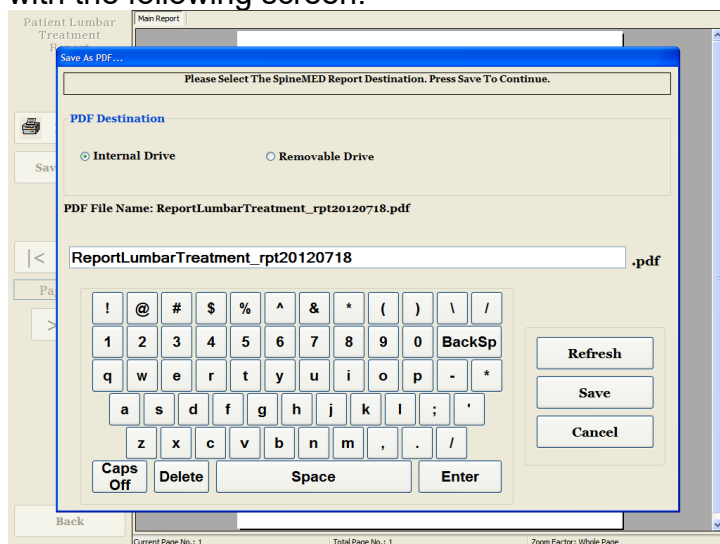 with the following screen:
Patient Lumbar
Treatment
Main Report
Save As PDF...
Please Select The SpineMED Report Destination. Press Save To Continue.
PDF Destination
Internal Drive
Removable Drive
Sav
PDF File Name: ReportLumbarTreatment_rpt20120718.pdf
|<
ReportLumbarTreatment_rpt20120718
.pdf
Pa
>
! @ # $ % ^ & * ( ) \ /
1 2 3 4 5 6 7 8 9 0 BackSp
q w e r t y u i o p - *
a s d f g h j k l ; '
z x c v b n m , . /
Caps
Off
Delete
Space
Enter
Refresh
Save
Cancel
Back
Current Page No.: 1
Total Page No.: 1
Zoom Factor: Whole Page